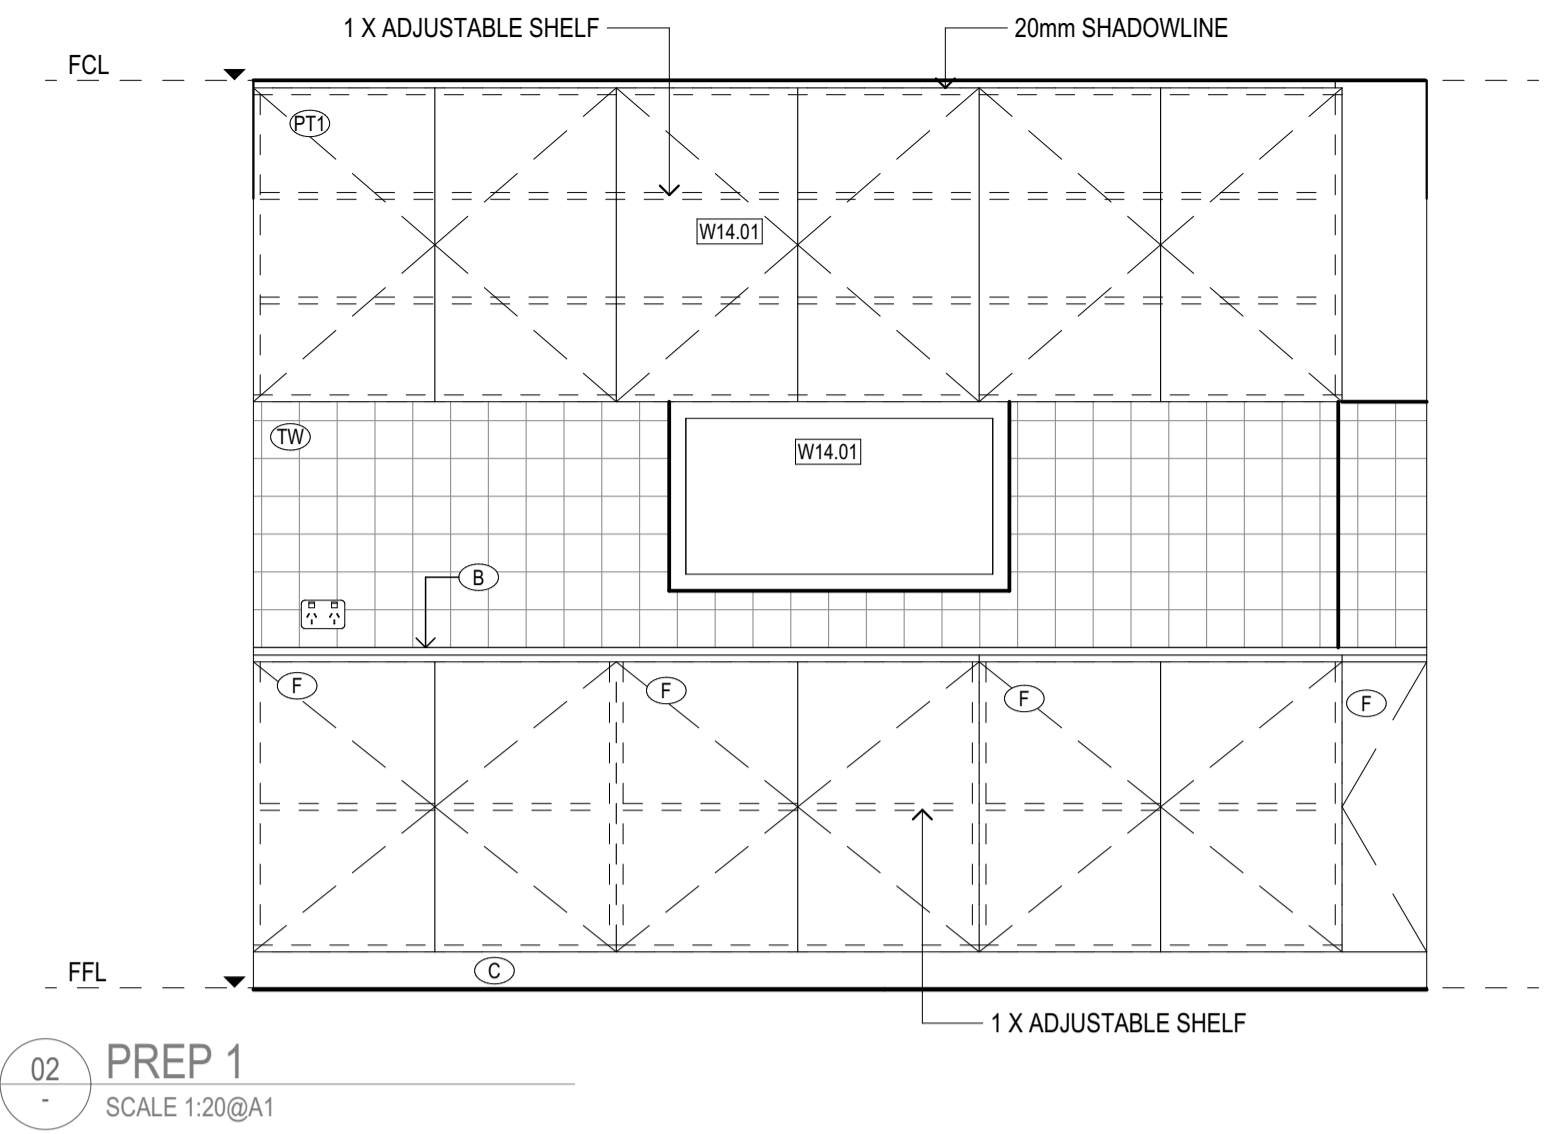 1 X ADJUSTABLE SHELF
20mm SHADOWLINE
FCL
PT1
W14.01
TW
W14.01
B
F
F
F
F
C
FFL
1 X ADJUSTABLE SHELF
02
-
PREP 1
SCALE 1:20@A1